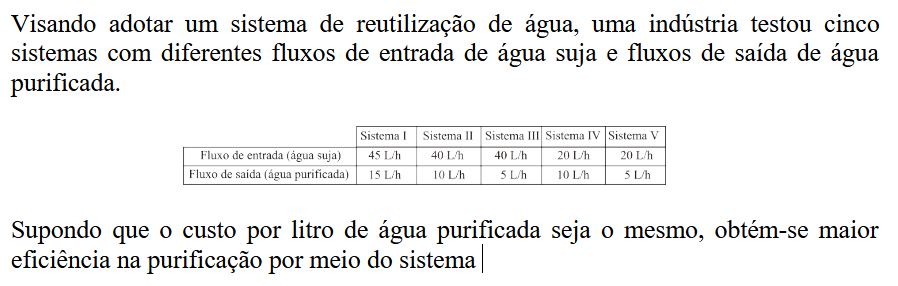 Visando adotar um sistema de reutilização de água, uma indústria testou cinco
sistemas com diferentes fluxos de entrada de água suja e fluxos de saída de água
purificada.
Sistema I Sistema II Sistema III Sistema IV Sistema V
Fluxo de entrada (água suja) 45 L/h 40 L/h 40 L/h 20 L/h 20 L/h
Fluxo de saída (água purificada) 15 L/h 10 L/h 5 L/h 10 L/h 5 L/h
Supondo que o custo por litro de água purificada seja o mesmo, obtém-se maior
eficiência na purificação por meio do sistema